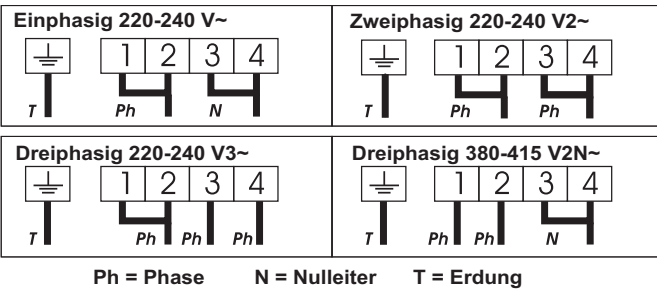 Einphasig 220-240 V~
1 2 3 4
T Ph N
Zweiphasig 220-240 V2~
1 2 3 4
T Ph Ph
Dreiphasig 220-240 V3~
1 2 3 4
T Ph Ph Ph
Dreiphasig 380-415 V2N~
1 2 3 4
T Ph Ph N
Ph = Phase N = Nulleiter T = Erdung